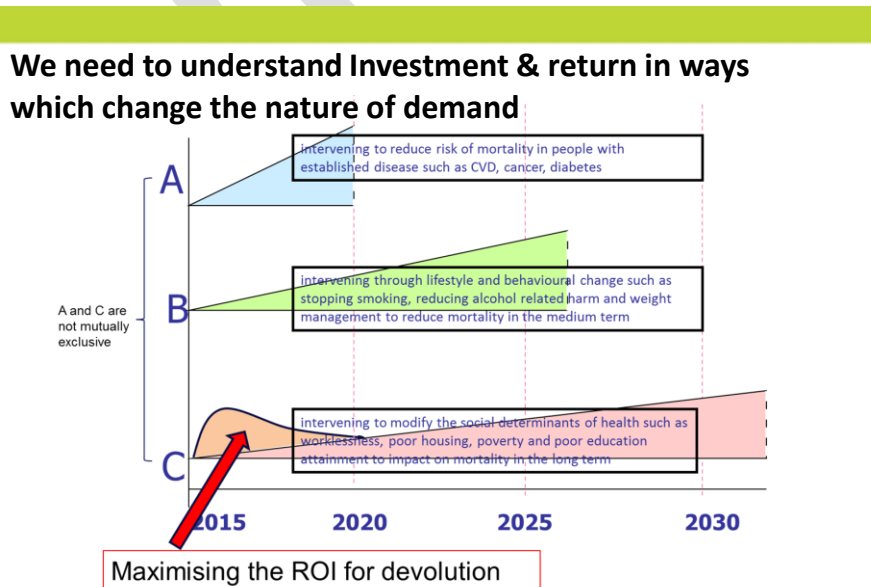 We need to understand Investment & return in ways
which change the nature of demand
A
intervening to reduce risk of mortality in people with
established disease such as CVD, cancer, diabetes
B
intervening through lifestyle and behavioural change such as
stopping smoking, reducing alcohol related harm and weight
management to reduce mortality in the medium term
A and C are
not mutually
exclusive
C
intervening to modify the social determinants of health such as
worklessness, poor housing, poverty and poor education
attainment to impact on mortality in the long term
2015 2020 2025 2030
Maximising the ROI for devolution